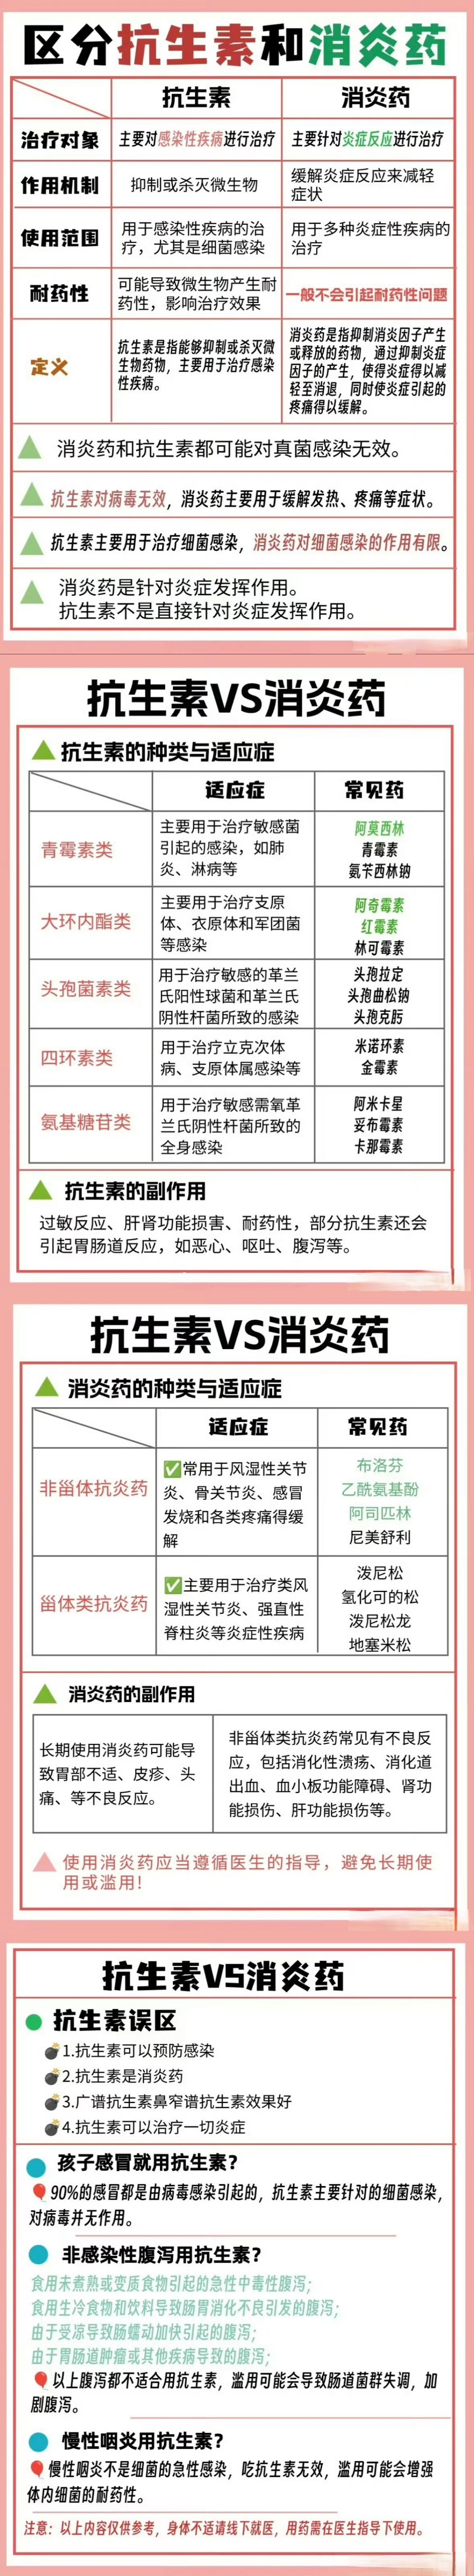 区分抗生素和消炎药
抗生素 消炎药
治疗对象 主要对感染性疾病进行治疗 主要针对炎症反应进行治疗
作用机制 抑制或杀灭微生物 缓解炎症反应来减轻
症状
使用范围 用于感染性疾病的治
疗，尤其是细菌感染 用于多种炎症性疾病的
治疗
耐药性 可能导致微生物产生耐
药性，影响治疗效果 一般不会引起耐药性问题
定义 抗生素是指能够抑制或杀灭微
生物药物，主要用于治疗感染
性疾病。
消炎药是指抑制消炎因子产生
或释放的药物，通过抑制炎症
因子的产生，使得炎症得以减
轻至消退，同时使炎症引起的
疼痛得以缓解。
消炎药和抗生素都可能对真菌感染无效。
抗生素对病毒无效，消炎药主要用于缓解发热、疼痛等症状。
抗生素主要用于治疗细菌感染，消炎药对细菌感染的作用有限。
消炎药是针对炎症发挥作用。
抗生素不是直接针对炎症发挥作用。
抗生素VS消炎药
抗生素的种类与适应症
适应症 常见药
青霉素类
主要用于治疗敏感菌
引起的感染，如肺
炎、淋病等
阿莫西林
青霉素
氨苄西林钠
大环内酯类
主要用于治疗支原
体、衣原体和军团菌
等感染
阿奇霉素
红霉素
林可霉素
头孢菌素类
用于治疗敏感的革兰
氏阳性球菌和革兰氏
阴性杆菌所致的感染
头孢拉定
头孢曲松钠
头孢克肟
四环素类
用于治疗立克次体
病、支原体属感染等
米诺环素
金霉素
氨基糖苷类
用于治疗敏感需氧革
兰氏阴性杆菌所致的
全身感染
阿米卡星
妥布霉素
卡那霉素
抗生素的副作用
过敏反应、肝肾功能损害、耐药性，部分抗生素还会
引起胃肠道反应，如恶心、呕吐、腹泻等。
抗生素VS消炎药
消炎药的种类与适应症
适应症 常见药
非甾体抗炎药
✅常用于风湿性关节
炎、骨关节炎、感冒
发烧和各类疼痛得缓
解
布洛芬
乙酰氨基酚
阿司匹林
尼美舒利
甾体类抗炎药
✅主要用于治疗类风
湿性关节炎、强直性
脊柱炎等炎症性疾病
泼尼松
氢化可的松
泼尼松龙
地塞米松
消炎药的副作用
长期使用消炎药可能导
致胃部不适、皮疹、头
痛、等不良反应。
非甾体类抗炎药常见有不良反
应，包括消化性溃疡、消化道
出血、血小板功能障碍、肾功
能损伤、肝功能损伤等。
使用消炎药应当遵循医生的指导，避免长期使
用或滥用!
抗生素VS消炎药
抗生素误区
1.抗生素可以预防感染
2.抗生素是消炎药
3.广谱抗生素鼻窄谱抗生素效果好
4.抗生素可以治疗一切炎症
孩子感冒就用抗生素？
90%的感冒都是由病毒感染引起的，抗生素主要针对的细菌感染，
对病毒并无作用。
非感染性腹泻用抗生素？
食用未煮熟或变质食物引起的急性中毒性腹泻；
食用生冷食物和饮料导致肠胃消化不良引发的腹泻；
由于受凉导致肠蠕动加快引起的腹泻；
由于胃肠道肿瘤或其他疾病导致的腹泻；
以上腹泻都不适合用抗生素，滥用可能会导致肠道菌群失调，加
剧腹泻。
慢性咽炎用抗生素？
慢性咽炎不是细菌的急性感染，吃抗生素无效，滥用可能会增强
体内细菌的耐药性。
注意：以上内容仅供参考，身体不适请线下就医，用药需在医生指导下使用。